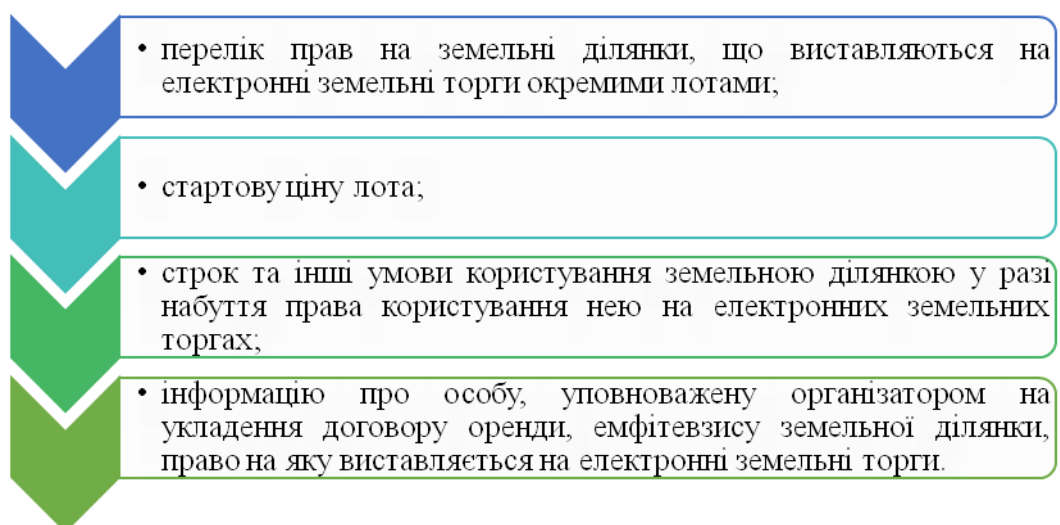 • перелік прав на земельні ділянки, що виставляються на
електронні земельні торги окремими лотами;
• стартову ціну лота;
• строк та інші умови користування земельною ділянкою у разі
набуття права користування нею на електронних земельних
торгах;
• інформацію про особу, уповноважену організатором на
укладення договору оренди, емфітевзису земельної ділянки,
право на яку виставляється на електронні земельні торги.